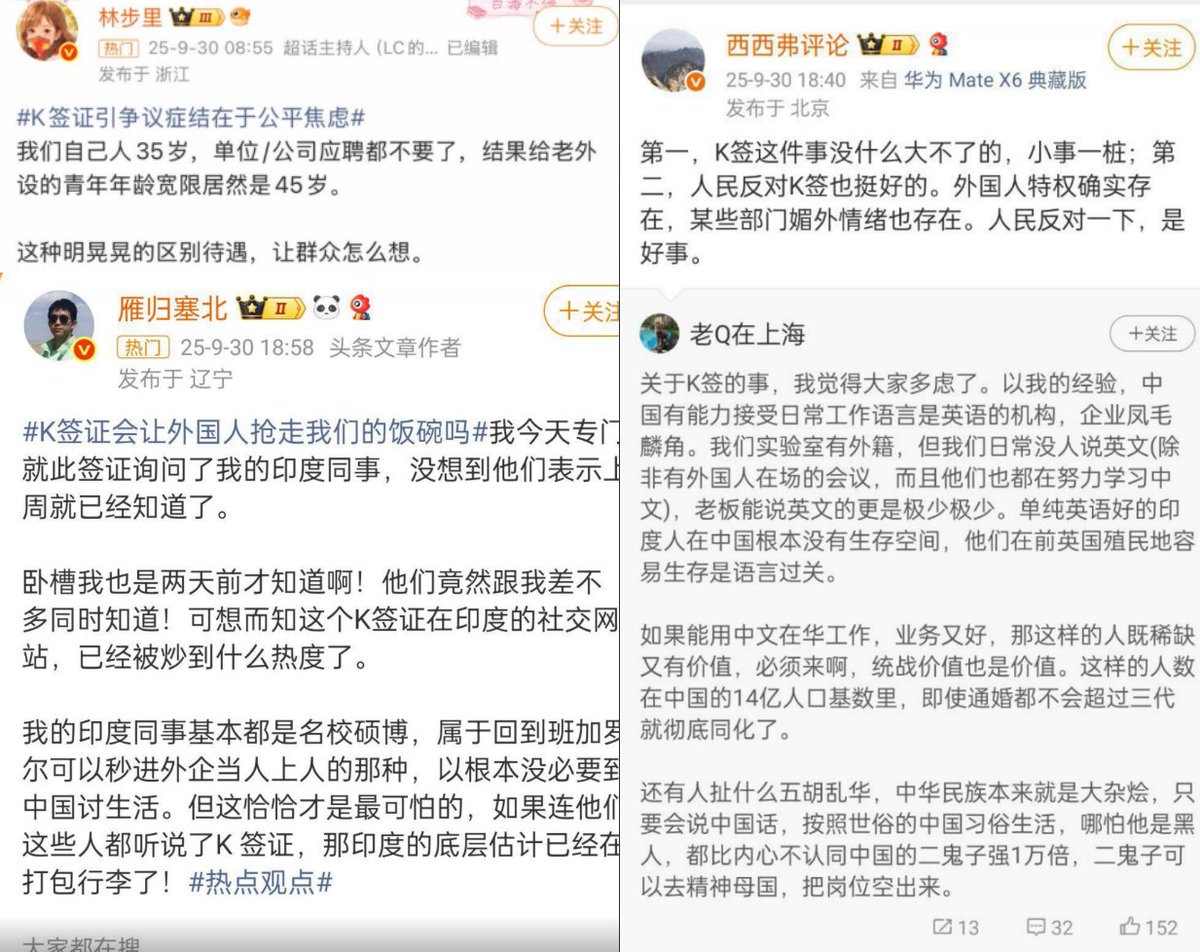 林步里 III
+关注
热门 25-9-30 08:55 超话主持人 (LC的... 已编辑
发布于 浙江
#K签证引争议症结在于公平焦虑#
我们自己人35岁，单位/公司应聘都不要了，结果给老外
设的青年年龄宽限居然是45岁。
这种明晃晃的区别待遇，让群众怎么想。
雁归塞北 II
+关注
热门 25-9-30 18:58 头条文章作者
发布于 辽宁
#K签证会让外国人抢走我们的饭碗吗#我今天专门
就此签证询问了我的印度同事，没想到他们表示上
周就已经知道了。
卧槽我也是两天前才知道啊！他们竟然跟我差不
多同时知道！可想而知这个K签证在印度的社交网
站，已经被炒到什么热度了。
我的印度同事基本都是名校硕博，属于回到班加罗
尔可以秒进外企当人上人的那种，以根本没必要到
中国讨生活。但这恰恰才是最可怕的，如果连他们
这些人都听说了K 签证，那印度的底层估计已经在
打包行李了！#热点观点#
大家都在搜
西西弗评论 II
+关注
25-9-30 18:40 来自 华为 Mate X6 典藏版
发布于 北京
第一，K签这件事没什么大不了的，小事一桩；第
二，人民反对K签也挺好的。外国人特权确实存
在，某些部门媚外情绪也存在。人民反对一下，是
好事。
老Q在上海
+关注
关于K签的事，我觉得大家多虑了。以我的经验，中
国有能力接受日常工作语言是英语的机构，企业凤毛
麟角。我们实验室有外籍，但我们日常没人说英文(除
非有外国人在场的会议，而且他们也都在努力学习中
文)，老板能说英文的更是极少极少。单纯英语好的印
度人在中国根本没有生存空间，他们在前英国殖民地容
易生存是语言过关。
如果能用中文在华工作，业务又好，那这样的人既稀缺
又有价值，必须来啊，统战价值也是价值。这样的人数
在中国的14亿人口基数里，即使通婚都不会超过三代
就彻底同化了。
还有人扯什么五胡乱华，中华民族本来就是大杂烩，只
要会说中国话，按照世俗的中国习俗生活，哪怕他是黑
人，都比内心不认同中国的二鬼子强1万倍，二鬼子可
以去精神母国，把岗位空出来。
13 32 152